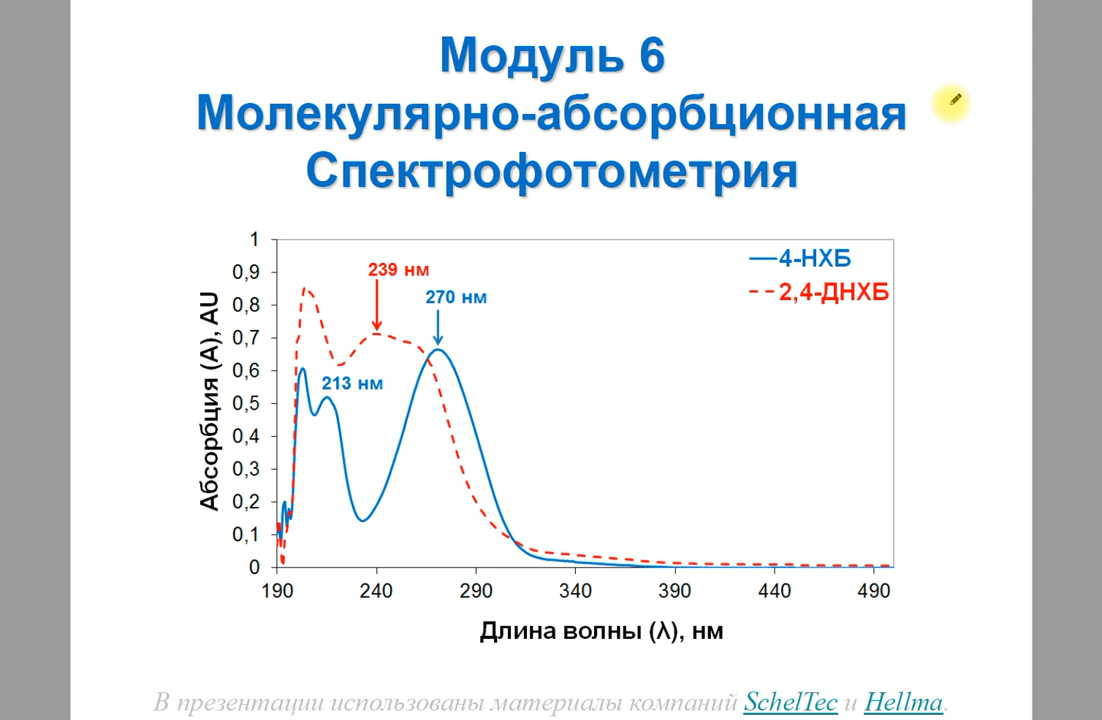 Модуль 6
Молекулярно-абсорбционная
Спектрофотометрия
1
0,9
0,8
0,7
0,6
0,5
0,4
0,3
0,2
0,1
0
Абсорбция (А), AU
239 нм
270 нм
213 нм
4-НХБ
2,4-ДНХБ
190 240 290 340 390 440 490
Длина волны (λ), нм
В презентации использованы материалы компаний SchelTec и Hellma.